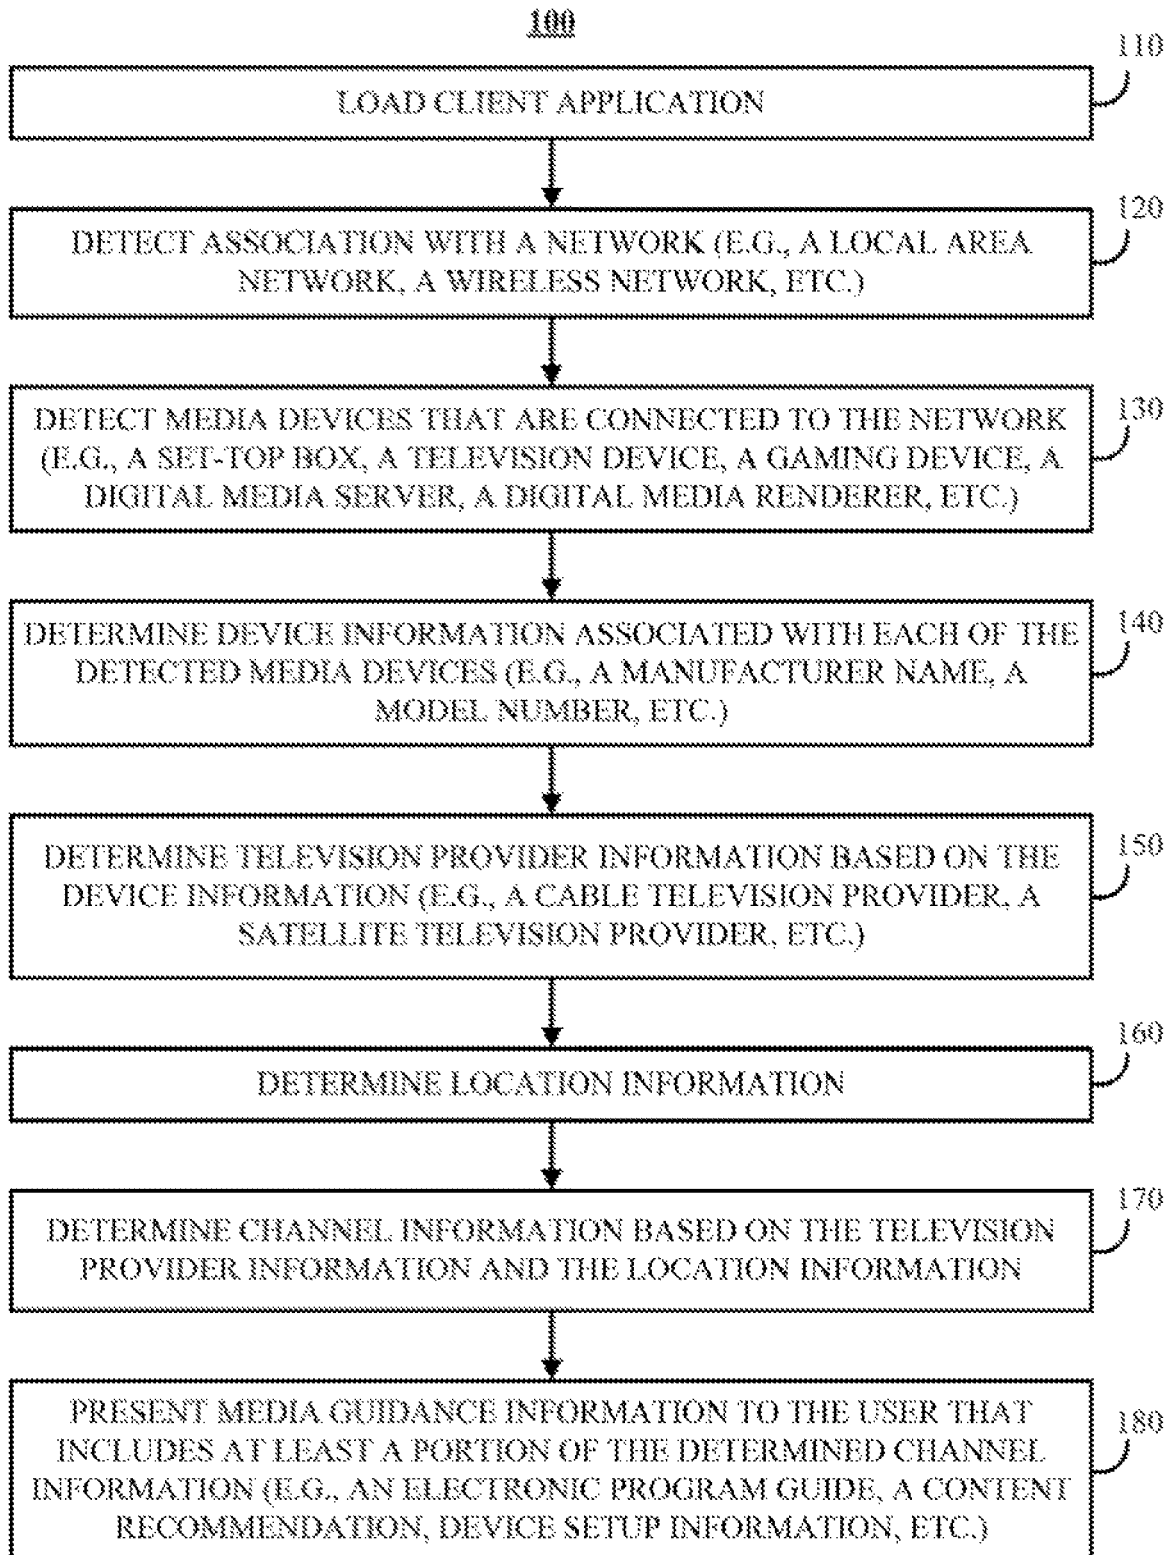 100
110
LOAD CLIENT APPLICATION
120
DETECT ASSOCIATION WITH A NETWORK (E.G., A LOCAL AREA
NETWORK, A WIRELESS NETWORK, ETC.)
130
DETECT MEDIA DEVICES THAT ARE CONNECTED TO THE NETWORK
(E.G., A SET-TOP BOX, A TELEVISION DEVICE, A GAMING DEVICE, A
DIGITAL MEDIA SERVER, A DIGITAL MEDIA RENDERER, ETC.)
140
DETERMINE DEVICE INFORMATION ASSOCIATED WITH EACH OF THE
DETECTED MEDIA DEVICES (E.G., A MANUFACTURER NAME, A
MODEL NUMBER, ETC.)
150
DETERMINE TELEVISION PROVIDER INFORMATION BASED ON THE
DEVICE INFORMATION (E.G., A CABLE TELEVISION PROVIDER, A
SATELLITE TELEVISION PROVIDER, ETC.)
160
DETERMINE LOCATION INFORMATION
170
DETERMINE CHANNEL INFORMATION BASED ON THE TELEVISION
PROVIDER INFORMATION AND THE LOCATION INFORMATION
180
PRESENT MEDIA GUIDANCE INFORMATION TO THE USER THAT
INCLUDES AT LEAST A PORTION OF THE DETERMINED CHANNEL
INFORMATION (E.G., AN ELECTRONIC PROGRAM GUIDE, A CONTENT
RECOMMENDATION, DEVICE SETUP INFORMATION, ETC.)